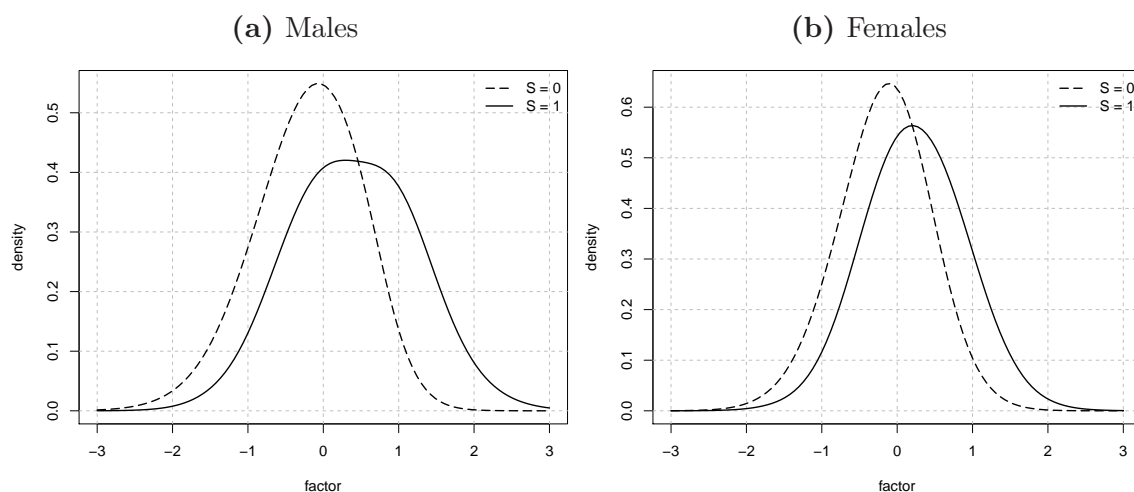 (a) Males
S = 0
S = 1
0.5
0.4
0.3
0.2
0.1
0.0
density
−3 −2 −1 0 1 2 3
factor
(b) Females
S = 0
S = 1
0.6
0.5
0.4
0.3
0.2
0.1
0.0
density
−3 −2 −1 0 1 2 3
factor